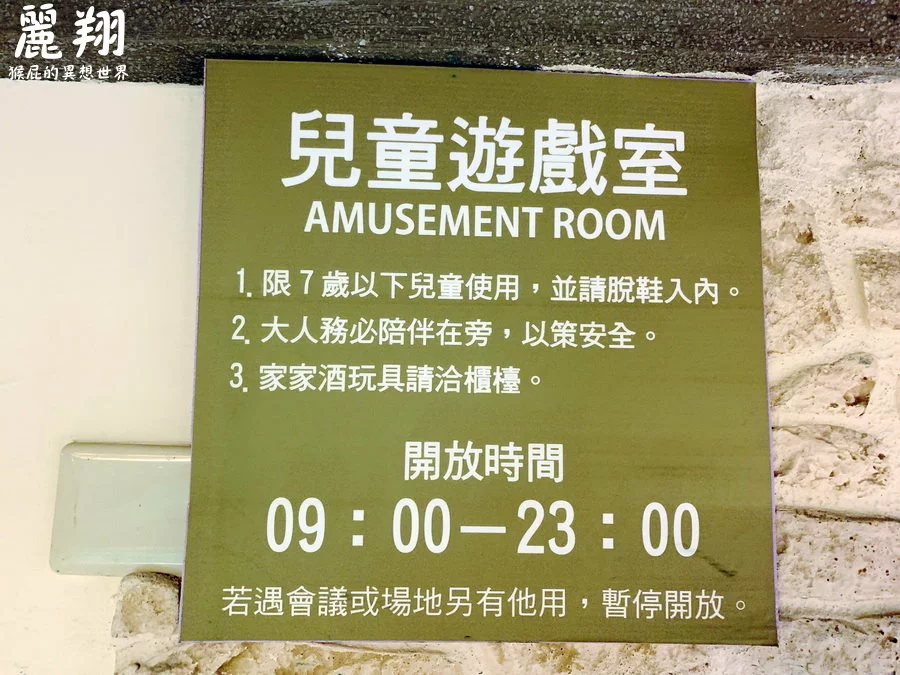 麗翔
猴屁的異想世界
兒童遊戲室
AMUSEMENT ROOM
1. 限7歲以下兒童使用，並請脫鞋入內。
2. 大人務必陪伴在旁，以策安全。
3. 家家酒玩具請洽櫃檯。
開放時間
09：00－23：00
若遇會議或場地另有他用，暫停開放。